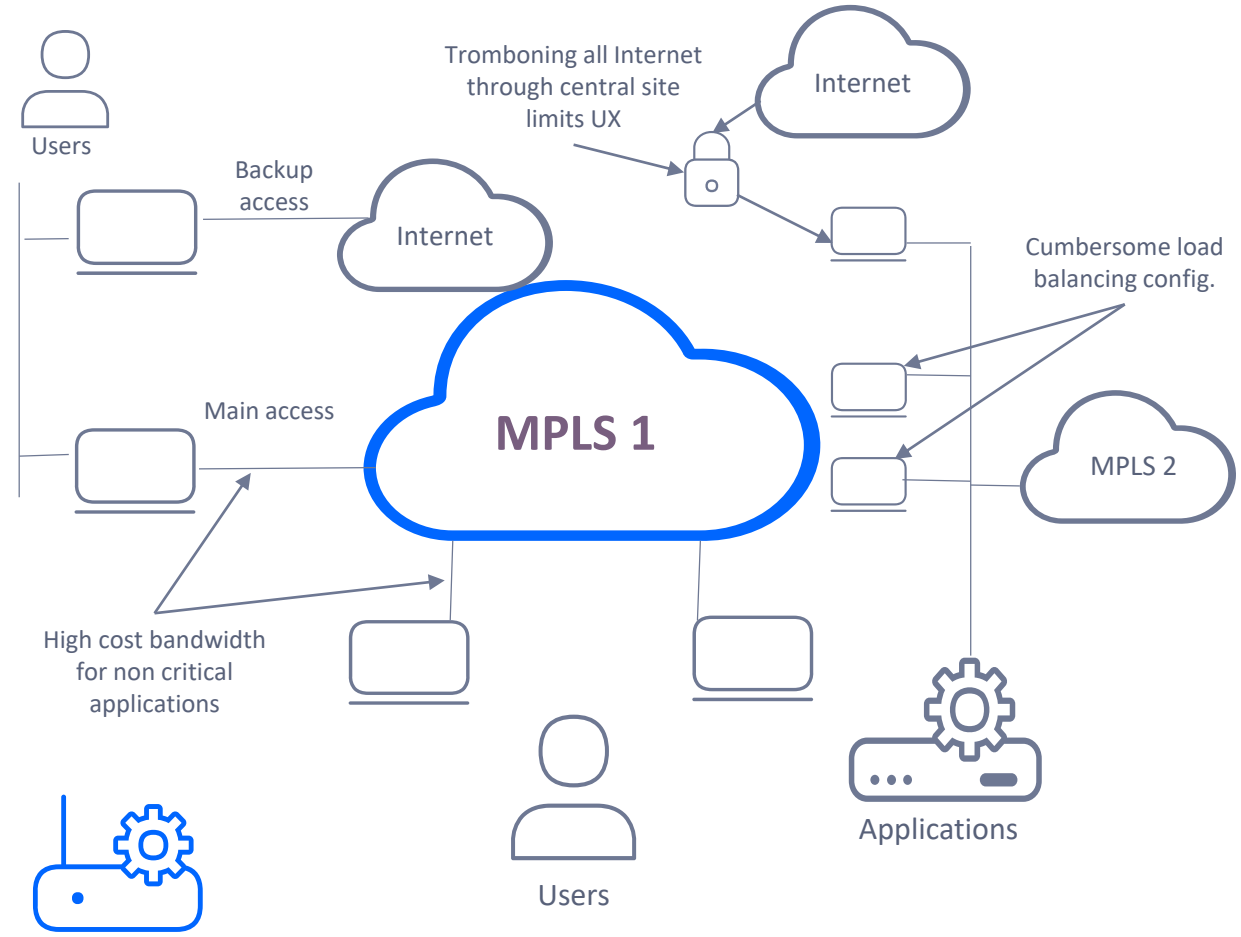 Tromboning all Internet
through central site
limits UX
Internet
Users
Backup
access
Internet
Cumbersome load
balancing config.
Main access
MPLS 1
MPLS 2
High cost bandwidth
for non critical
applications
Applications
Users